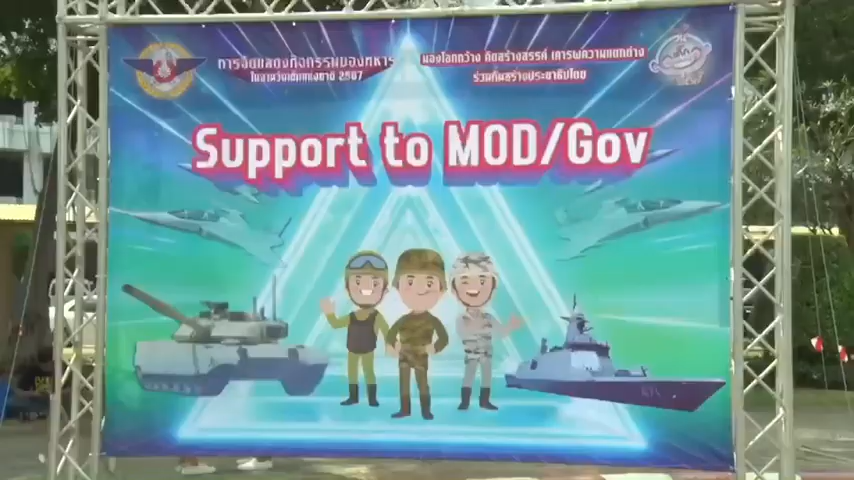 การจัดแสดงกิจกรรมของทหาร
ในงานวันเด็กแห่งชาติ 2567
มองโลกกว้าง คิดสร้างสรรค์ เคารพความแตกต่าง
ร่วมกันสร้างประชาธิปไตย
Support to MOD/Gov